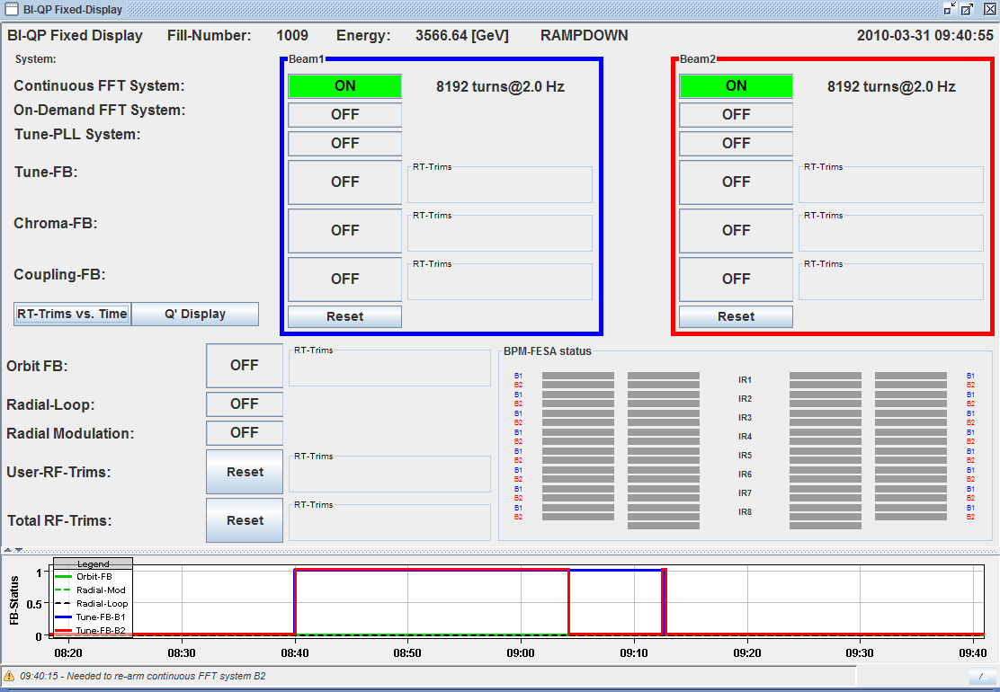 BI-QP Fixed-Display
BI-QP Fixed Display Fill-Number: 1009 Energy: 3566.64 [GeV] RAMPDOWN 2010-03-31 09:40:55
System: Beam1 Beam2
Continuous FFT System: ON 8192 turns@2.0 Hz ON 8192 turns@2.0 Hz
On-Demand FFT System: OFF OFF
Tune-PLL System: OFF OFF
RT-Trims RT-Trims
Tune-FB: OFF OFF
RT-Trims RT-Trims
Chroma-FB: OFF OFF
RT-Trims RT-Trims
Coupling-FB: OFF OFF
RT-Trims vs. Time Q' Display Reset Reset
RT-Trims BPM-FESA status
Orbit FB: OFF
Radial-Loop: OFF
Radial Modulation: OFF
RT-Trims
User-RF-Trims: Reset
RT-Trims
Total RF-Trims: Reset
B1 B1
B2 IR1 B2
B1 B1
B2 IR2 B2
B1 B1
B2 IR3 B2
B1 B1
B2 IR4 B2
B1 B1
B2 IR5 B2
B1 B1
B2 IR6 B2
B1 B1
B2 IR7 B2
B1 B1
B2 IR8 B2
FB-Status
1
0.5
0
Legend
Orbit-FB
Radial-Mod
Radial-Loop
Tune-FB-B1
Tune-FB-B2
08:20 08:30 08:40 08:50 09:00 09:10 09:20 09:30 09:40
09:40:15 - Needed to re-arm continuous FFT system B2